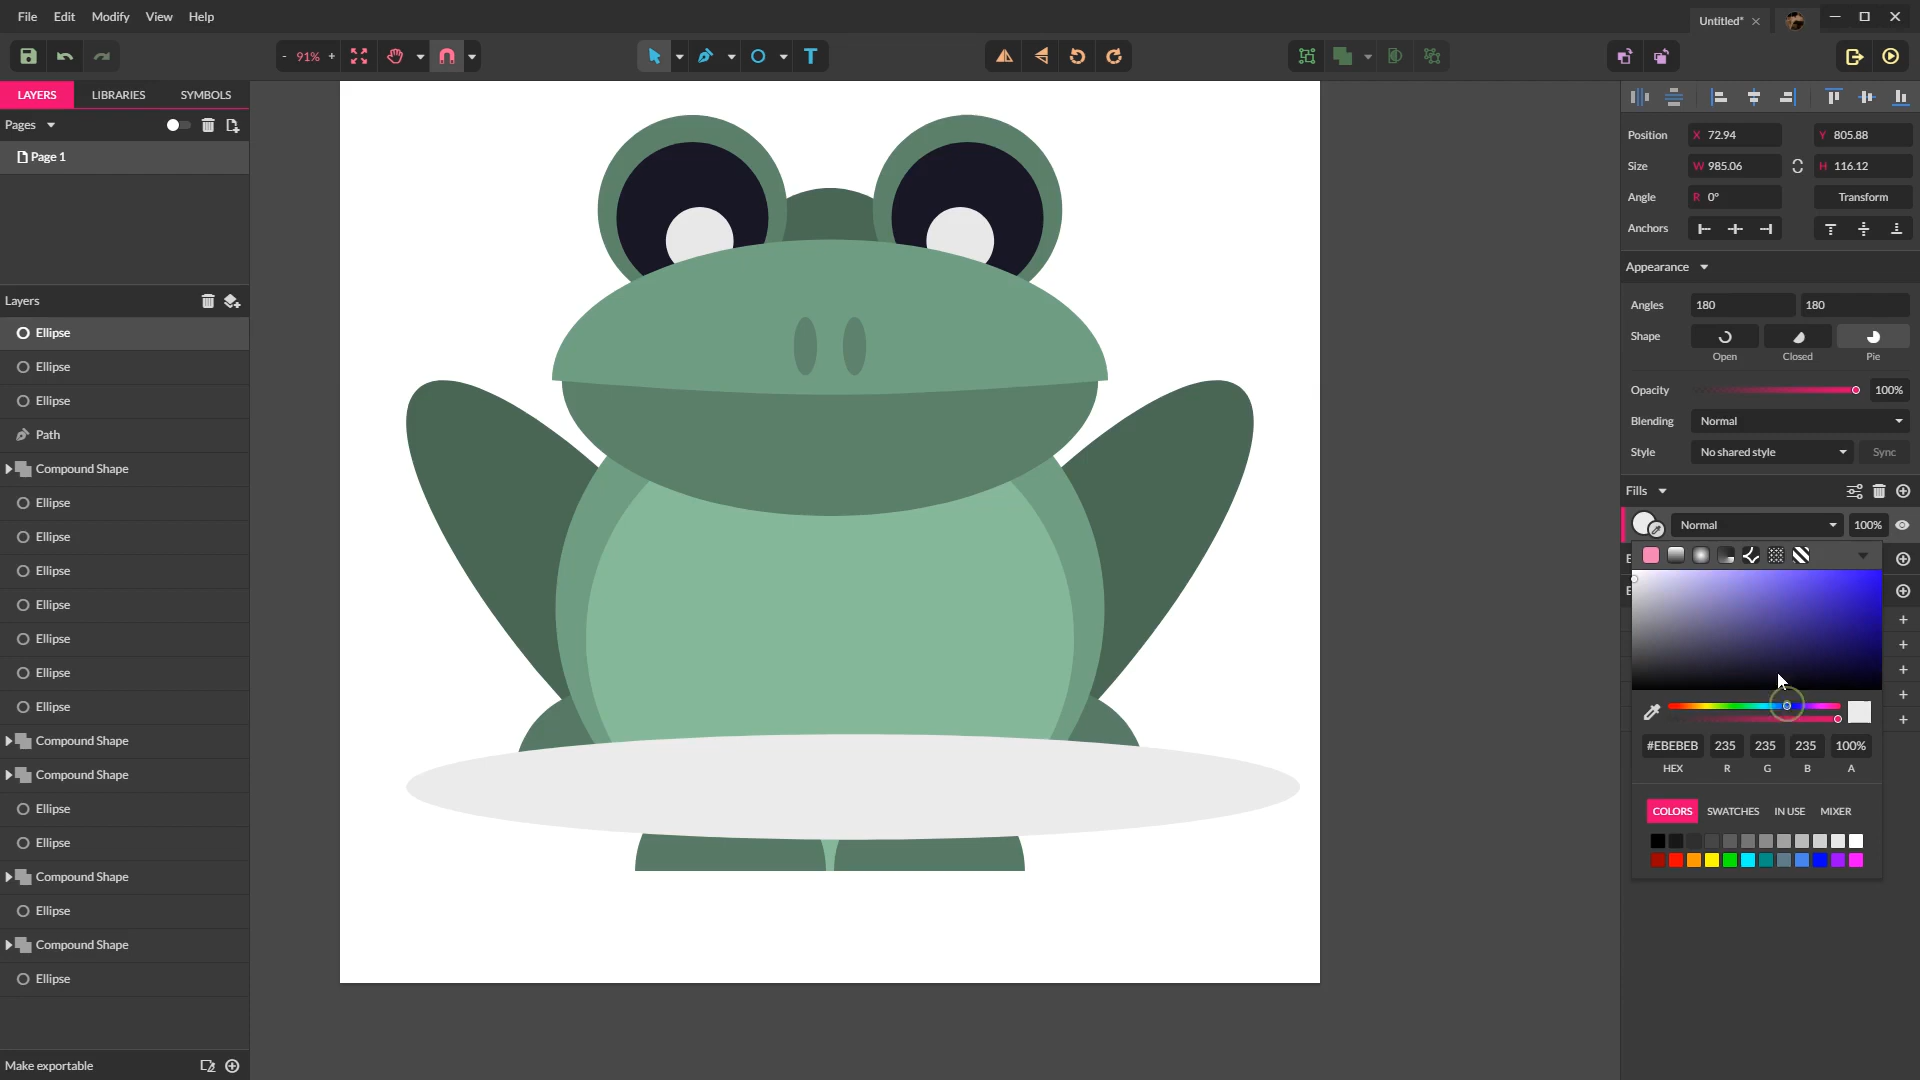 File Edit Modify View Help
Untitled*
- 91% +
T
LAYERS LIBRARIES SYMBOLS
Pages
Page 1
Layers
Ellipse
Ellipse
Ellipse
Path
Compound Shape
Ellipse
Ellipse
Ellipse
Ellipse
Ellipse
Ellipse
Ellipse
Compound Shape
Compound Shape
Ellipse
Ellipse
Compound Shape
Ellipse
Compound Shape
Ellipse
Make exportable
Position X 72.94 Y 805.88
Size W 985.06 H 116.12
Angle R 0° Transform
Anchors
Appearance
Angles 180 180
Shape
Open Closed Pie
Opacity 100%
Blending Normal
Style No shared style Sync
Fills
Normal 100%
#EBEBEB 235 235 235 100%
HEX R G B A
COLORS SWATCHES IN USE MIXER